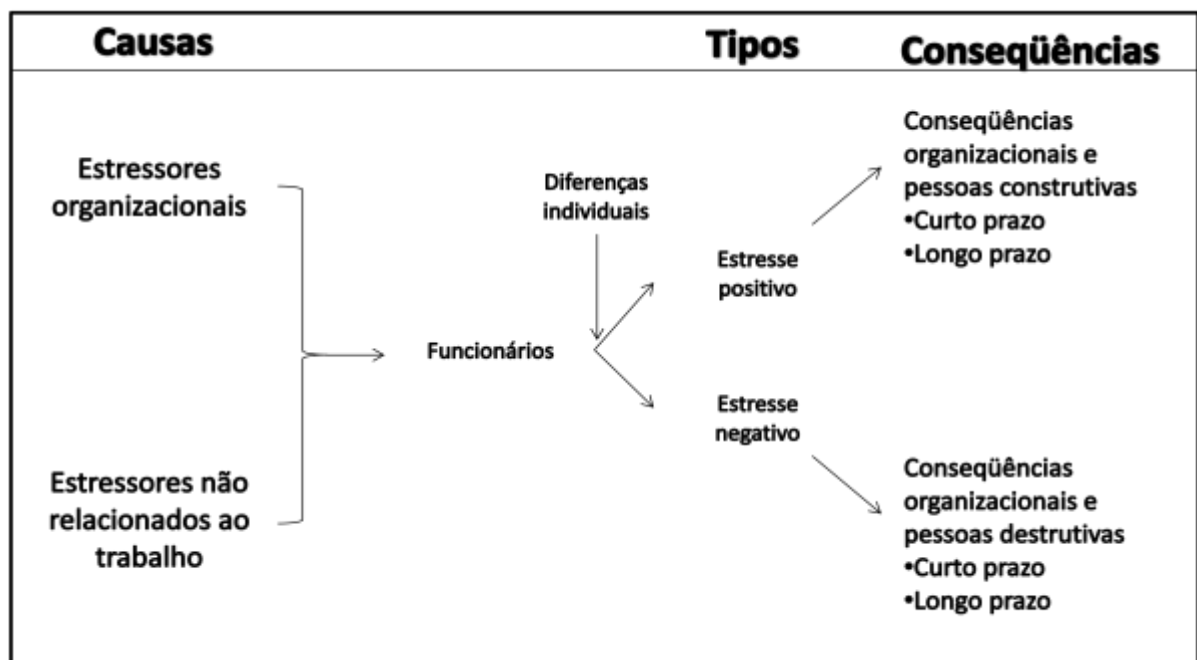 Causas
Tipos
Conseqüências
Estressores
organizacionais
Estressores não
relacionados ao
trabalho
Funcionários
Diferenças
individuais
Estresse
positivo
Estresse
negativo
Conseqüências
organizacionais e
pessoas construtivas
•Curto prazo
•Longo prazo
Conseqüências
organizacionais e
pessoas destrutivas
•Curto prazo
•Longo prazo